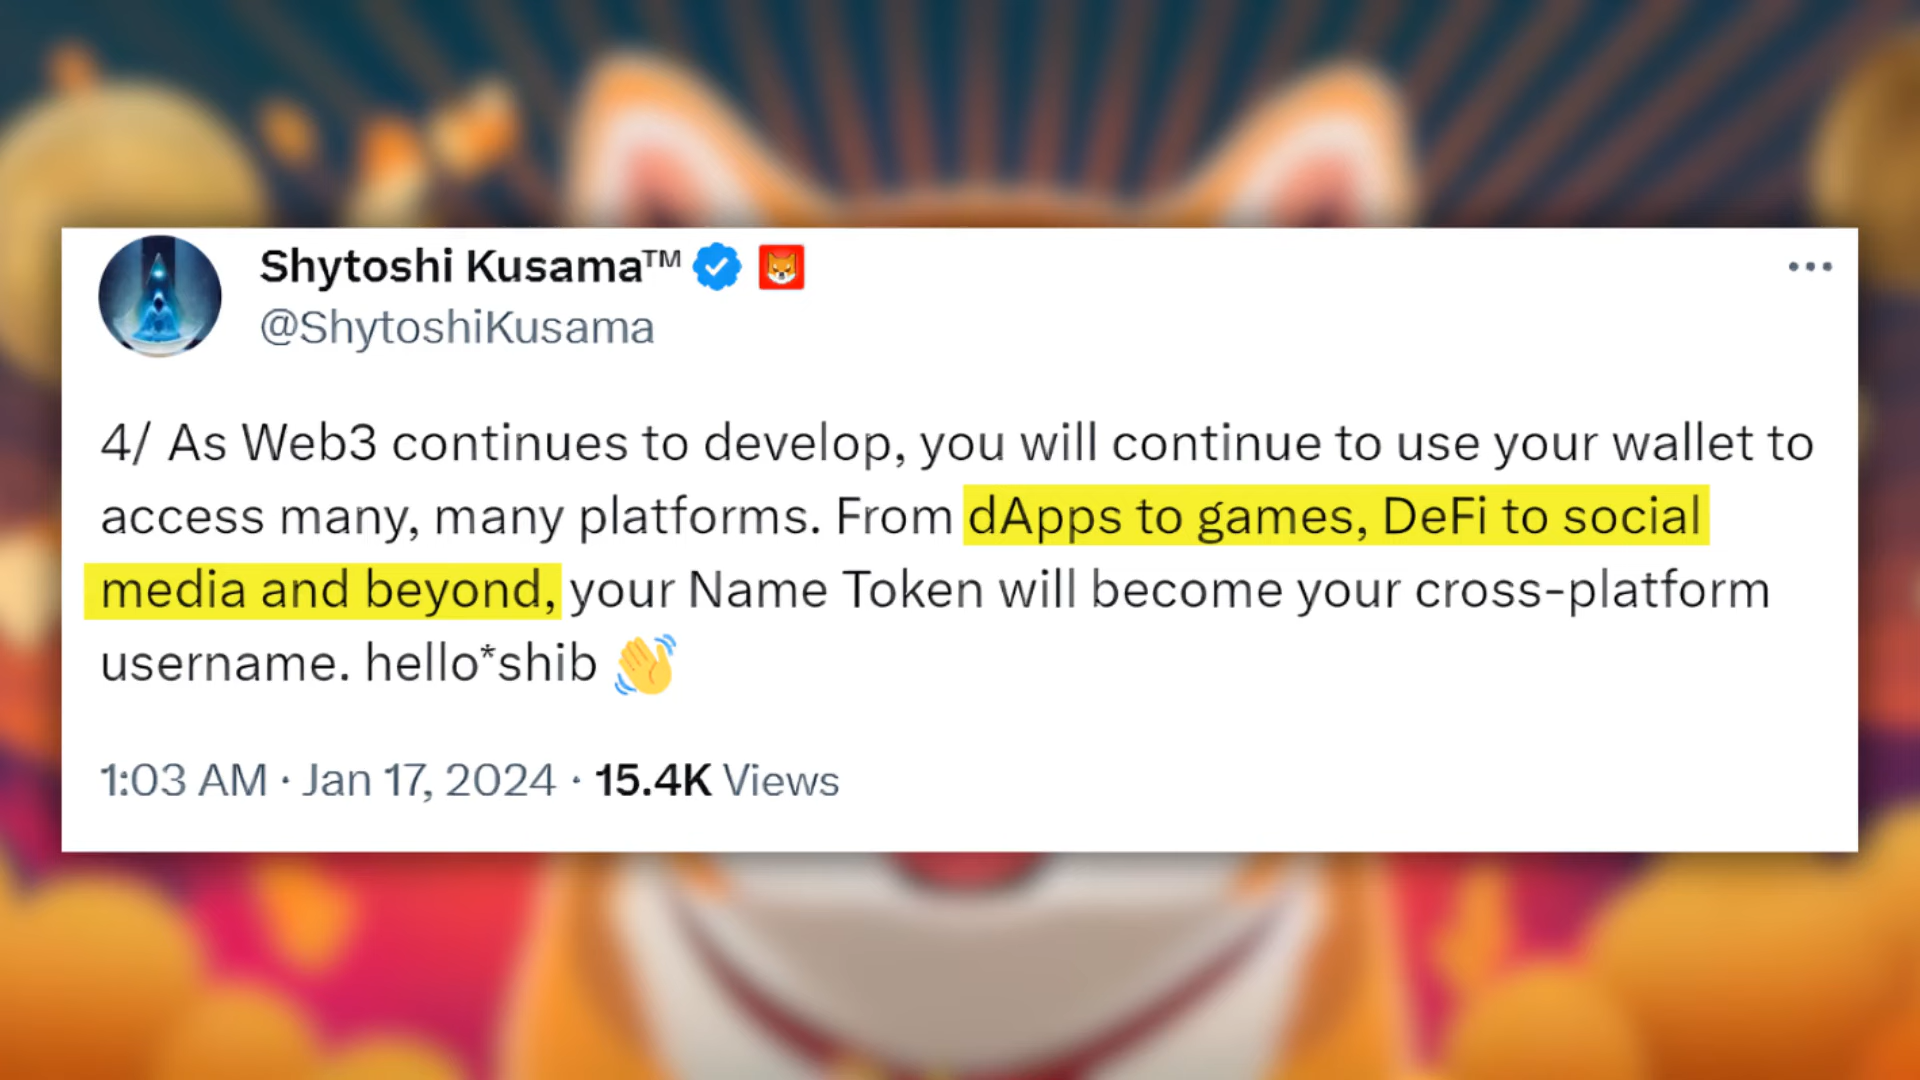 Shytoshi Kusama™
@ShytoshiKusama
4/ As Web3 continues to develop, you will continue to use your wallet to
access many, many platforms. From dApps to games, DeFi to social
media and beyond, your Name Token will become your cross-platform
username. hello*shib 👋
1:03 AM · Jan 17, 2024 · 15.4K Views